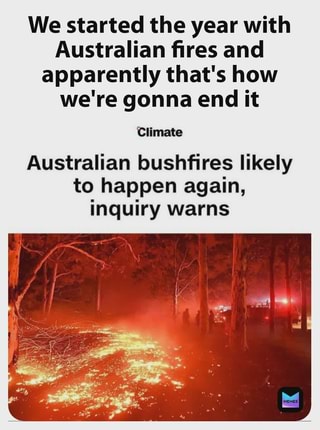 We started the year with
Australian fires and
apparently that's how
we're gonna end it
Climate
Australian bushfires likely
to happen again,
inquiry warns
MEMES